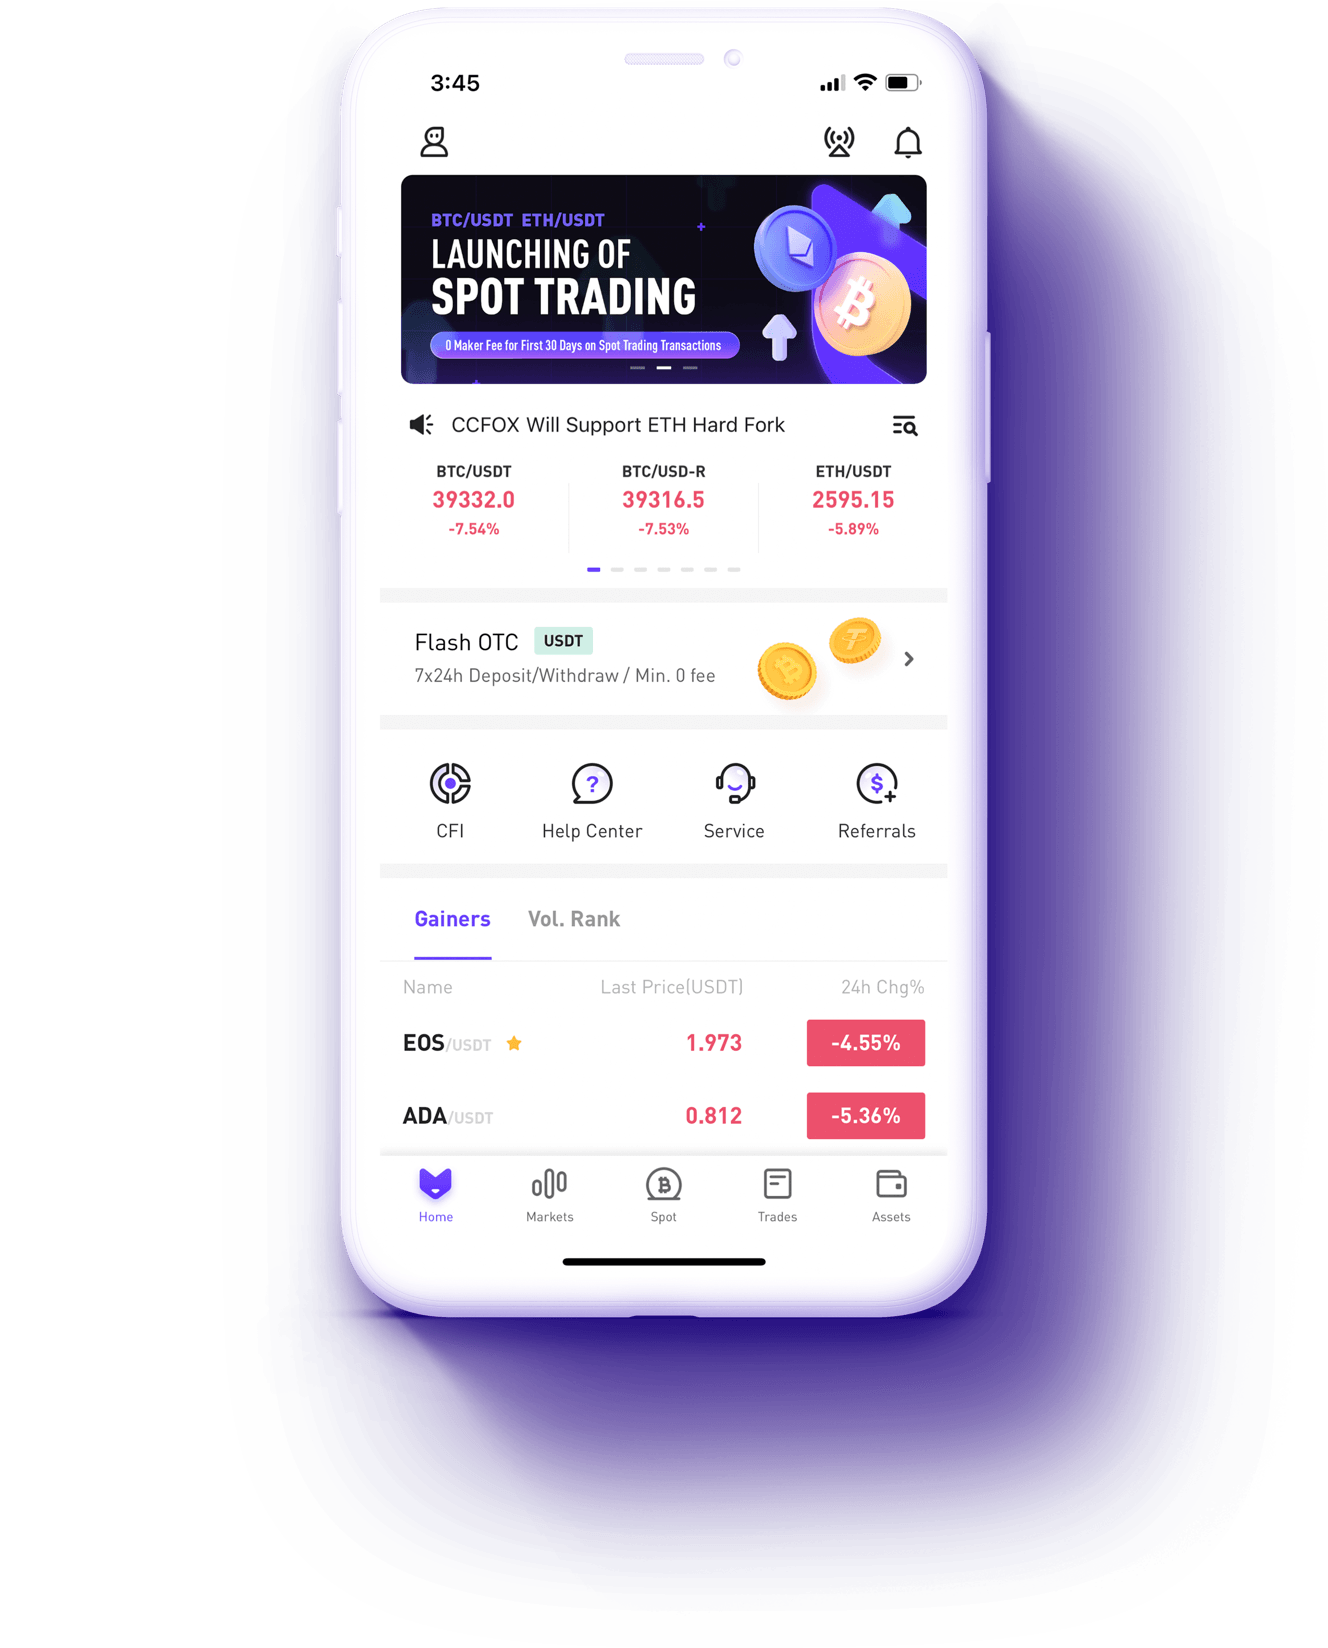 3:45
BTC/USDT ETH/USDT
LAUNCHING OF
SPOT TRADING
0 Maker Fee for First 30 Days on Spot Trading Transactions
CCFOX Will Support ETH Hard Fork
BTC/USDT BTC/USD-R ETH/USDT
39332.0 39316.5 2595.15
-7.54% -7.53% -5.89%
Flash OTC USDT
7x24h Deposit/Withdraw / Min. 0 fee
CFI Help Center Service Referrals
Gainers Vol. Rank
Name Last Price(USDT) 24h Chg%
EOS/USDT 1.973 -4.55%
ADA/USDT 0.812 -5.36%
Home Markets Spot Trades Assets